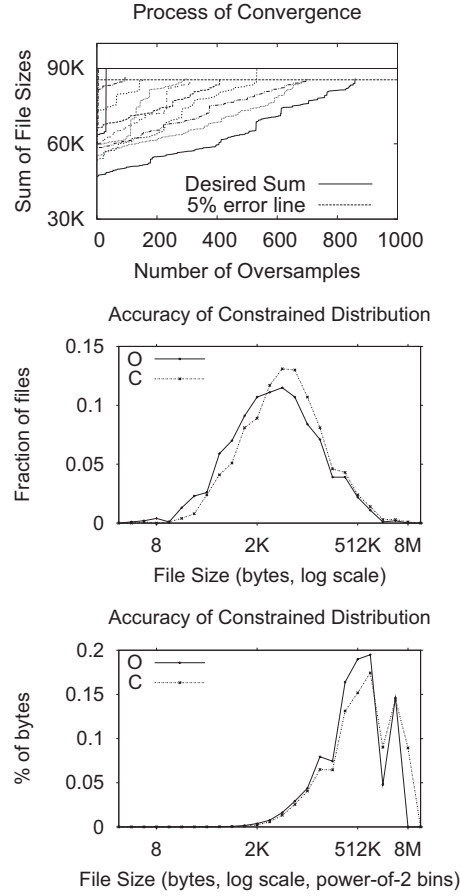 Process of Convergence
90K
60K
30K
Sum of File Sizes
Desired Sum
5% error line
0 200 400 600 800 1000
Number of Oversamples
Accuracy of Constrained Distribution
0.15
0.1
0.05
0
Fraction of files
O
C
8 2K 512K 8M
File Size (bytes, log scale)
Accuracy of Constrained Distribution
0.2
0.15
0.1
0.05
0
% of bytes
O
C
8 2K 512K 8M
File Size (bytes, log scale, power-of-2 bins)